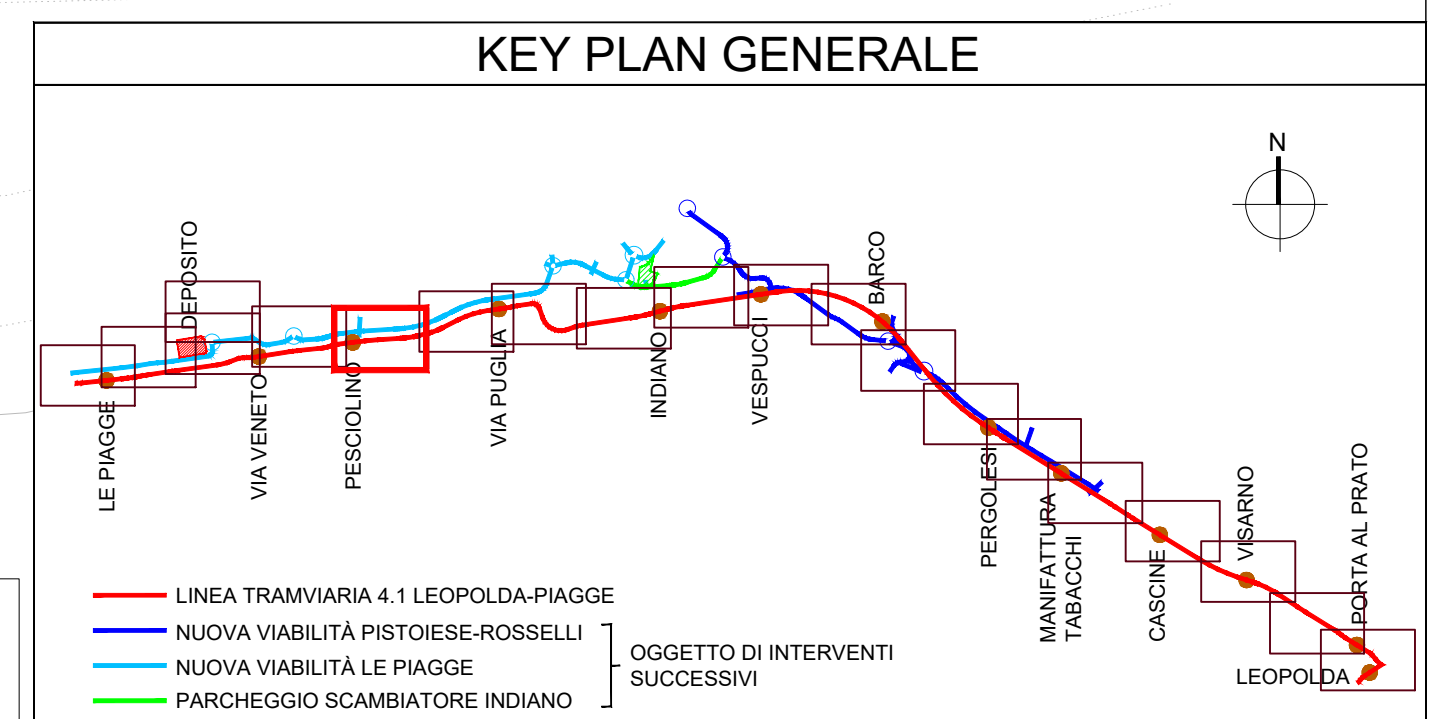 KEY PLAN GENERALE
N
DEPOSITO
BARCO
LE PIAGGE
VIA VENETO
PESCIOLINO
VIA PUGLIA
INDIANO
VESPUCCI
PERGOLESI
MANIFATTURA
TABACCHI
CASCINE
VISARNO
PORTA AL PRATO
LEOPOLDA
LINEA TRAMVIARIA 4.1 LEOPOLDA-PIAGGE
NUOVA VIABILITÀ PISTOIESE-ROSSELLI
NUOVA VIABILITÀ LE PIAGGE
PARCHEGGIO SCAMBIATORE INDIANO
OGGETTO DI INTERVENTI
SUCCESSIVI